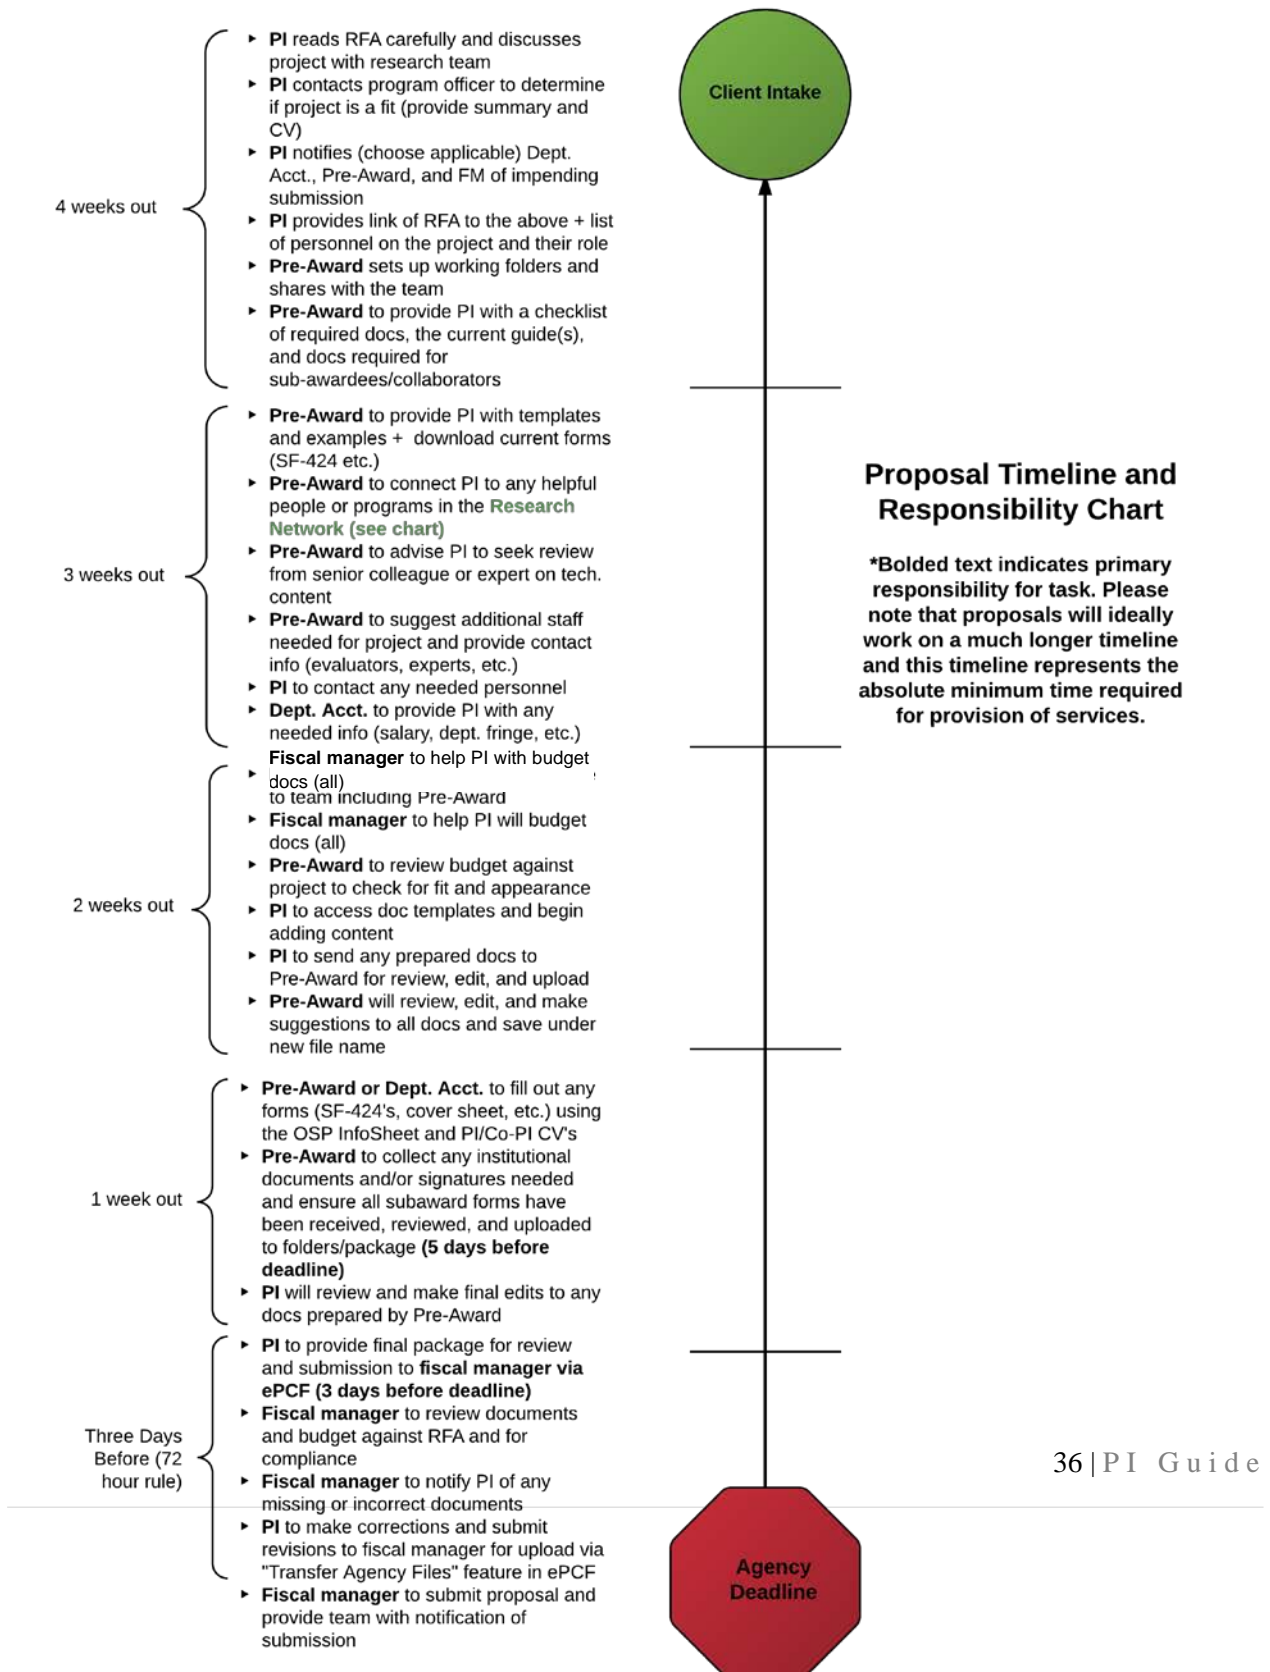 Client Intake
4 weeks out
▸ PI reads RFA carefully and discusses
project with research team
▸ PI contacts program officer to determine
if project is a fit (provide summary and
CV)
▸ PI notifies (choose applicable) Dept.
Acct., Pre-Award, and FM of impending
submission
▸ PI provides link of RFA to the above + list
of personnel on the project and their role
▸ Pre-Award sets up working folders and
shares with the team
▸ Pre-Award to provide PI with a checklist
of required docs, the current guide(s),
and docs required for
sub-awardees/collaborators
3 weeks out
▸ Pre-Award to provide PI with templates
and examples + download current forms
(SF-424 etc.)
▸ Pre-Award to connect PI to any helpful
people or programs in the Research
Network (see chart)
▸ Pre-Award to advise PI to seek review
from senior colleague or expert on tech.
content
▸ Pre-Award to suggest additional staff
needed for project and provide contact
info (evaluators, experts, etc.)
▸ PI to contact any needed personnel
▸ Dept. Acct. to provide PI with any
needed info (salary, dept. fringe, etc.)
Proposal Timeline and
Responsibility Chart
*Bolded text indicates primary
responsibility for task. Please
note that proposals will ideally
work on a much longer timeline
and this timeline represents the
absolute minimum time required
for provision of services.
2 weeks out
▸ Fiscal manager to help PI with budget
docs (all)
to team including Pre-Award
▸ Fiscal manager to help PI will budget
docs (all)
▸ Pre-Award to review budget against
project to check for fit and appearance
▸ PI to access doc templates and begin
adding content
▸ PI to send any prepared docs to
Pre-Award for review, edit, and upload
▸ Pre-Award will review, edit, and make
suggestions to all docs and save under
new file name
1 week out
▸ Pre-Award or Dept. Acct. to fill out any
forms (SF-424's, cover sheet, etc.) using
the OSP InfoSheet and PI/Co-PI CV's
▸ Pre-Award to collect any institutional
documents and/or signatures needed
and ensure all subaward forms have
been received, reviewed, and uploaded
to folders/package (5 days before
deadline)
▸ PI will review and make final edits to any
docs prepared by Pre-Award
Three Days
Before (72
hour rule)
▸ PI to provide final package for review
and submission to fiscal manager via
ePCF (3 days before deadline)
▸ Fiscal manager to review documents
and budget against RFA and for
compliance
▸ Fiscal manager to notify PI of any
missing or incorrect documents
▸ PI to make corrections and submit
revisions to fiscal manager for upload via
"Transfer Agency Files" feature in ePCF
▸ Fiscal manager to submit proposal and
provide team with notification of
submission
36 | PI Guide
Agency
Deadline